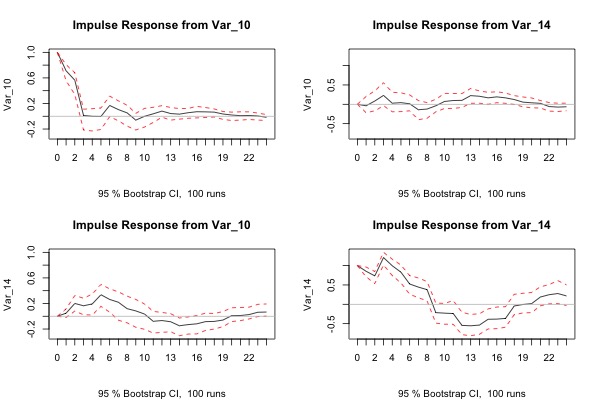 Impulse Response from Var_10
Var_10
1.0
0.6
0.2
-0.2
0 2 4 6 8 10 13 16 19 22
95 % Bootstrap CI, 100 runs
Impulse Response from Var_14
Var_10
0.5
-0.5
0 2 4 6 8 10 13 16 19 22
95 % Bootstrap CI, 100 runs
Impulse Response from Var_10
Var_14
1.0
0.6
0.2
-0.2
0 2 4 6 8 10 13 16 19 22
95 % Bootstrap CI, 100 runs
Impulse Response from Var_14
Var_14
0.5
-0.5
0 2 4 6 8 10 13 16 19 22
95 % Bootstrap CI, 100 runs